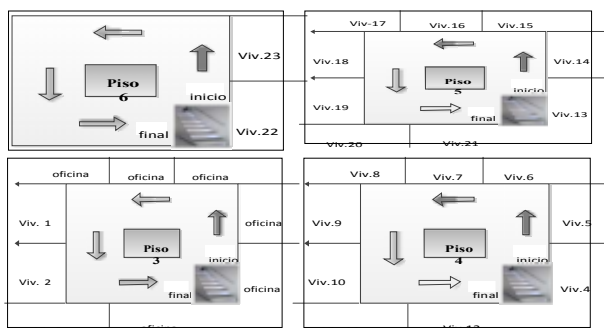 Viv.23
Piso
6
inicio
final
Viv.22
Viv-17
Viv.16
Viv.15
Viv.18
Viv.14
Piso
5
inicio
Viv.19
Viv.13
final
Viv.20
Viv.21
oficina
oficina
oficina
Viv. 1
oficina
Piso
3
inicio
Viv. 2
final
oficina
oficina
Viv.8
Viv.7
Viv.6
Viv.9
Viv.5
Piso
4
inicio
Viv.10
final
Viv.4